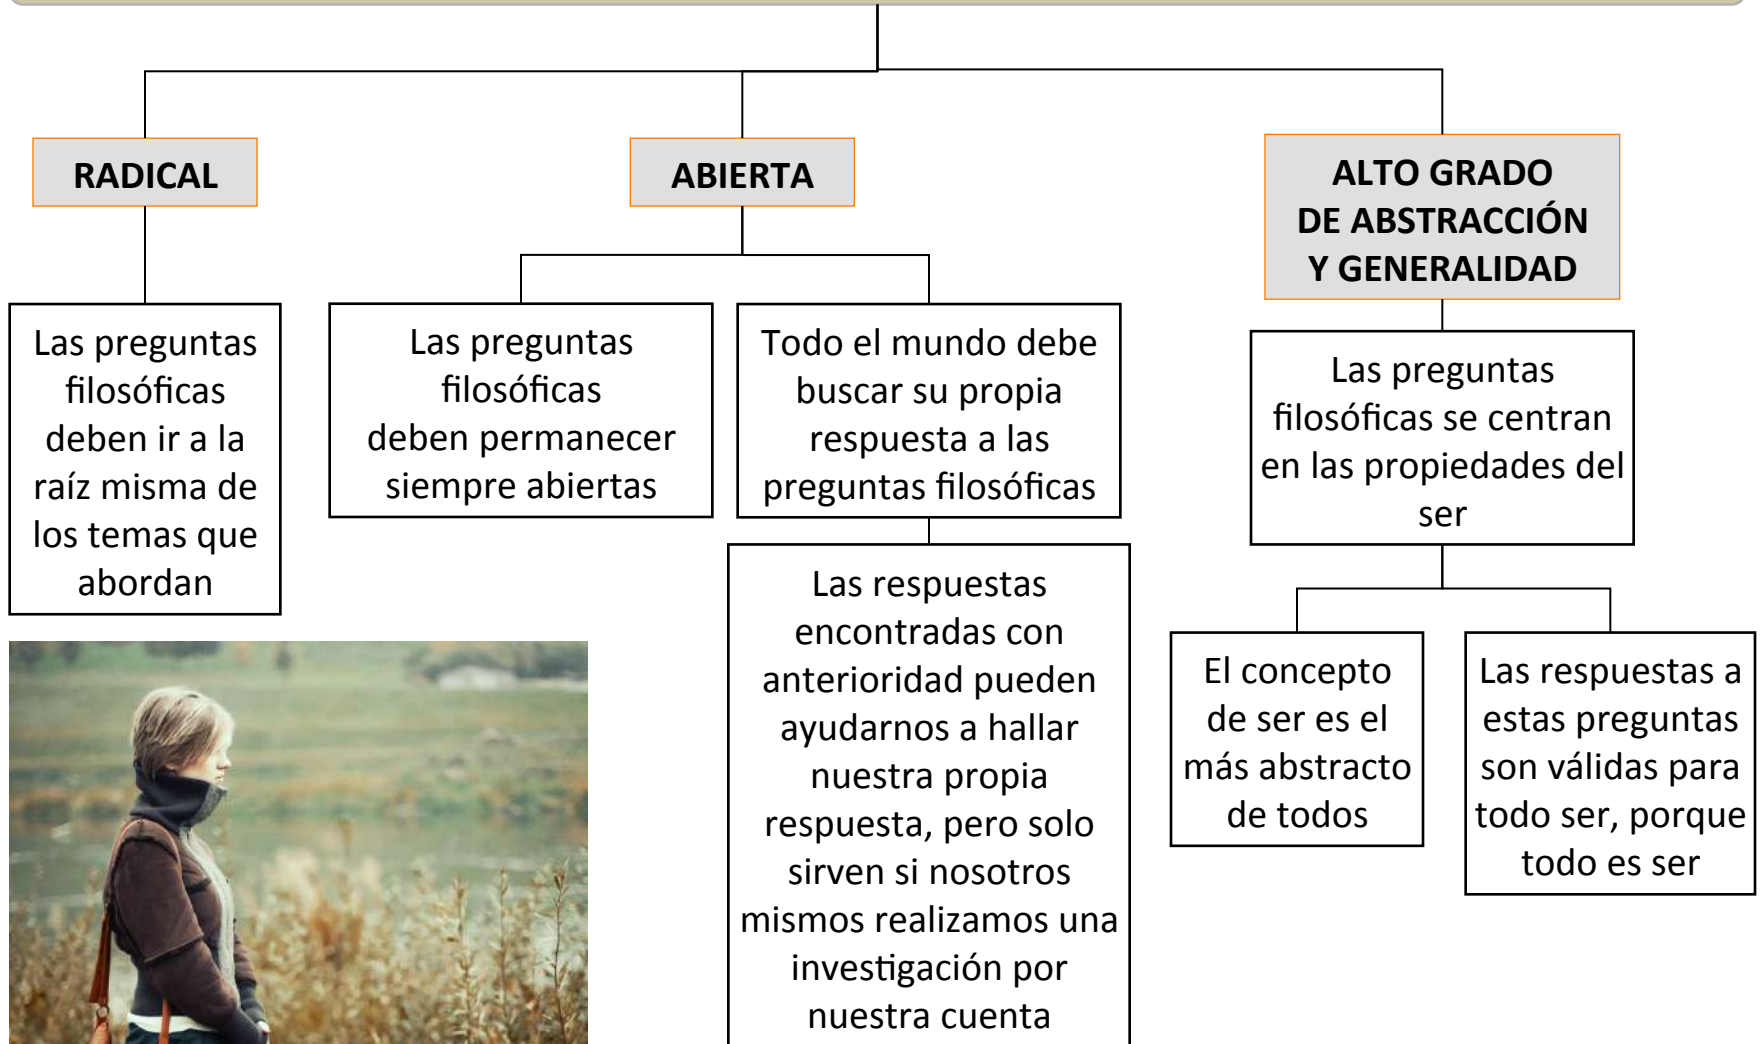 RADICAL
Las preguntas
filosóficas
deben ir a la
raíz misma de
los temas que
abordan
ABIERTA
Las preguntas
filosóficas
deben permanecer
siempre abiertas
Todo el mundo debe
buscar su propia
respuesta a las
preguntas filosóficas
Las respuestas
encontradas con
anterioridad pueden
ayudarnos a hallar
nuestra propia
respuesta, pero solo
sirven si nosotros
mismos realizamos una
investigación por
nuestra cuenta
ALTO GRADO
DE ABSTRACCIÓN
Y GENERALIDAD
Las preguntas
filosóficas se centran
en las propiedades del
ser
El concepto
de ser es el
más abstracto
de todos
Las respuestas a
estas preguntas
son válidas para
todo ser, porque
todo es ser